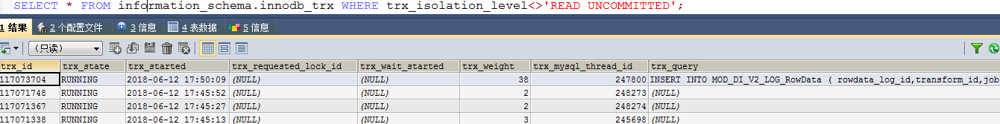 SELECT * FROM information_schema.innodb_trx WHERE trx_isolation_level<>'READ UNCOMMITTED';
1 结果 2 个配置文件 3 信息 4 表数据 5 信息
（只读）
trx_id trx_state trx_started trx_requested_lock_id trx_wait_started trx_weight trx_mysql_thread_id trx_query
117073704 RUNNING 2018-06-12 17:50:09 (NULL) (NULL) 38 247800 INSERT INTO MOD_DI_V2_LOG_RowData ( rowdata_log_id,transform_id,job
117071748 RUNNING 2018-06-12 17:45:52 (NULL) (NULL) 2 248273 (NULL)
117071367 RUNNING 2018-06-12 17:45:27 (NULL) (NULL) 2 248274 (NULL)
117071338 RUNNING 2018-06-12 17:45:13 (NULL) (NULL) 3 245698 (NULL)